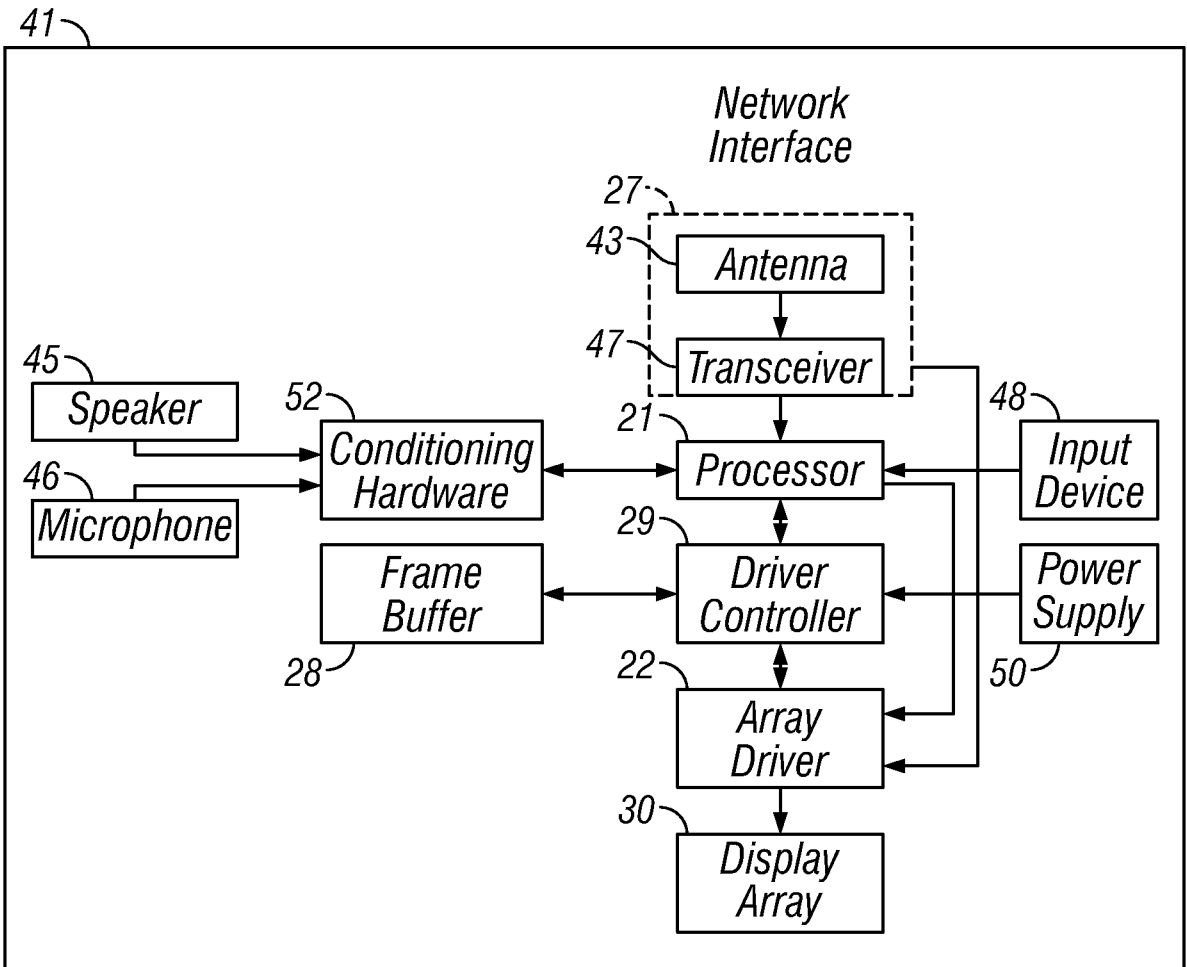 41
Network
Interface
27
43
Antenna
47
Transceiver
45
Speaker
52
Conditioning
Hardware
21
Processor
48
Input
Device
46
Microphone
29
Driver
Controller
Frame
Buffer
28
Power
Supply
50
22
Array
Driver
30
Display
Array